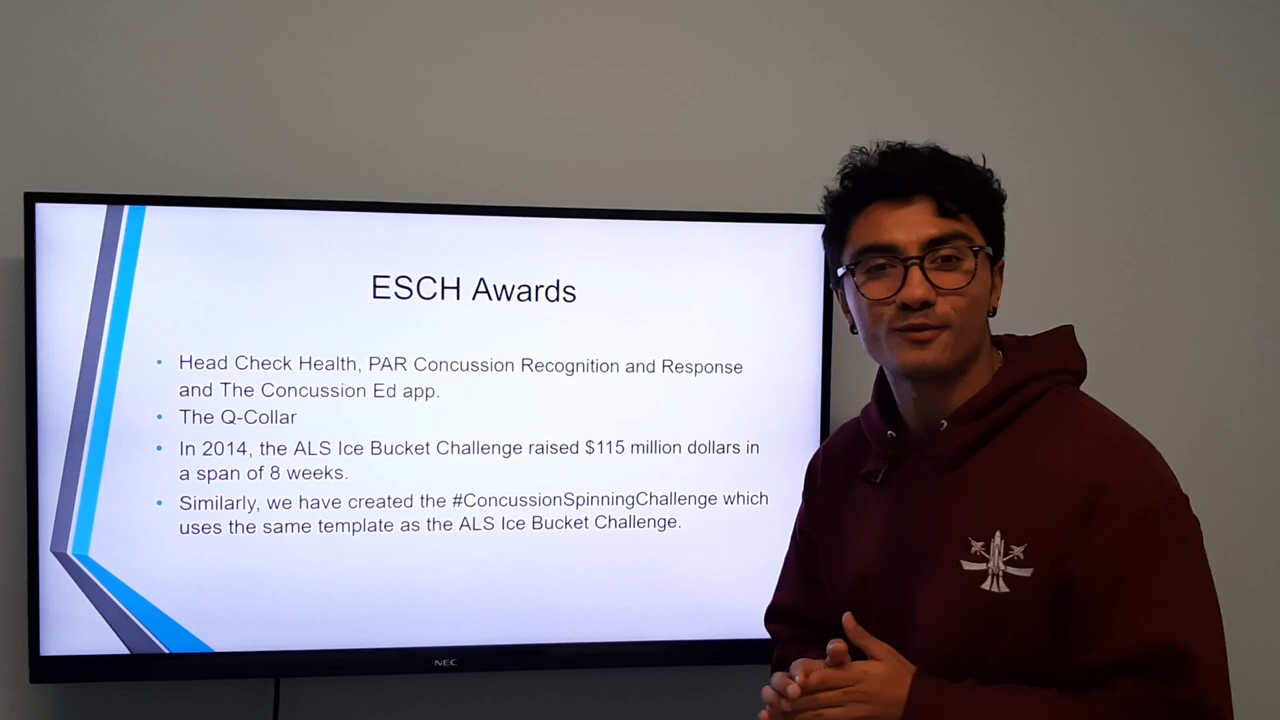 ESCH Awards
• Head Check Health, PAR Concussion Recognition and Response
and The Concussion Ed app.
• The Q-Collar
• In 2014, the ALS Ice Bucket Challenge raised $115 million dollars in
a span of 8 weeks.
• Similarly, we have created the #ConcussionSpinningChallenge which
uses the same template as the ALS Ice Bucket Challenge.
NEC